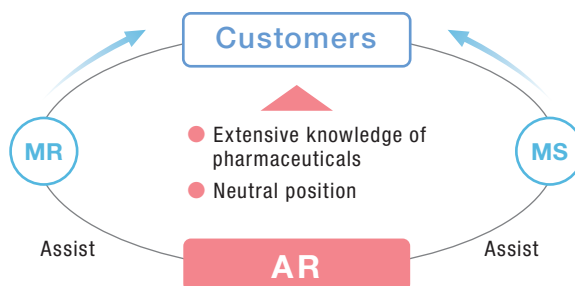 Customers
MR
MS
Extensive knowledge of
pharmaceuticals
Neutral position
Assist
Assist
AR